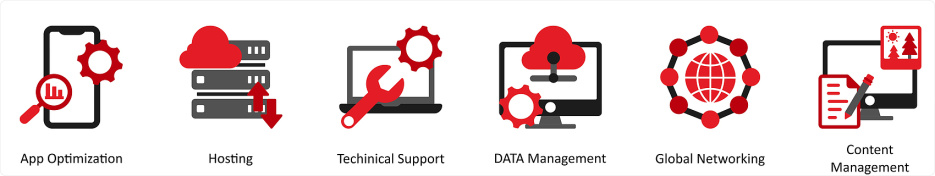 App Optimization
Hosting
Techinical Support
DATA Management
Global Networking
Content
Management